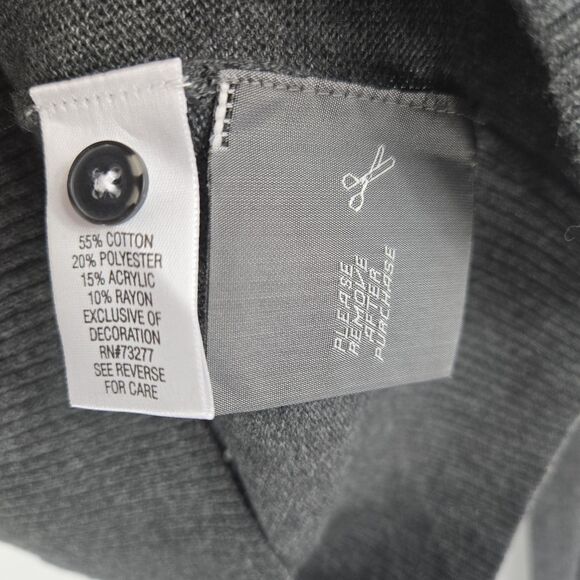 55% COTTON
20% POLYESTER
15% ACRYLIC
10% RAYON
EXCLUSIVE OF
DECORATION
RN#73277
SEE REVERSE
FOR CARE
PLEASE
REMOVE
AFTER
PURCHASE